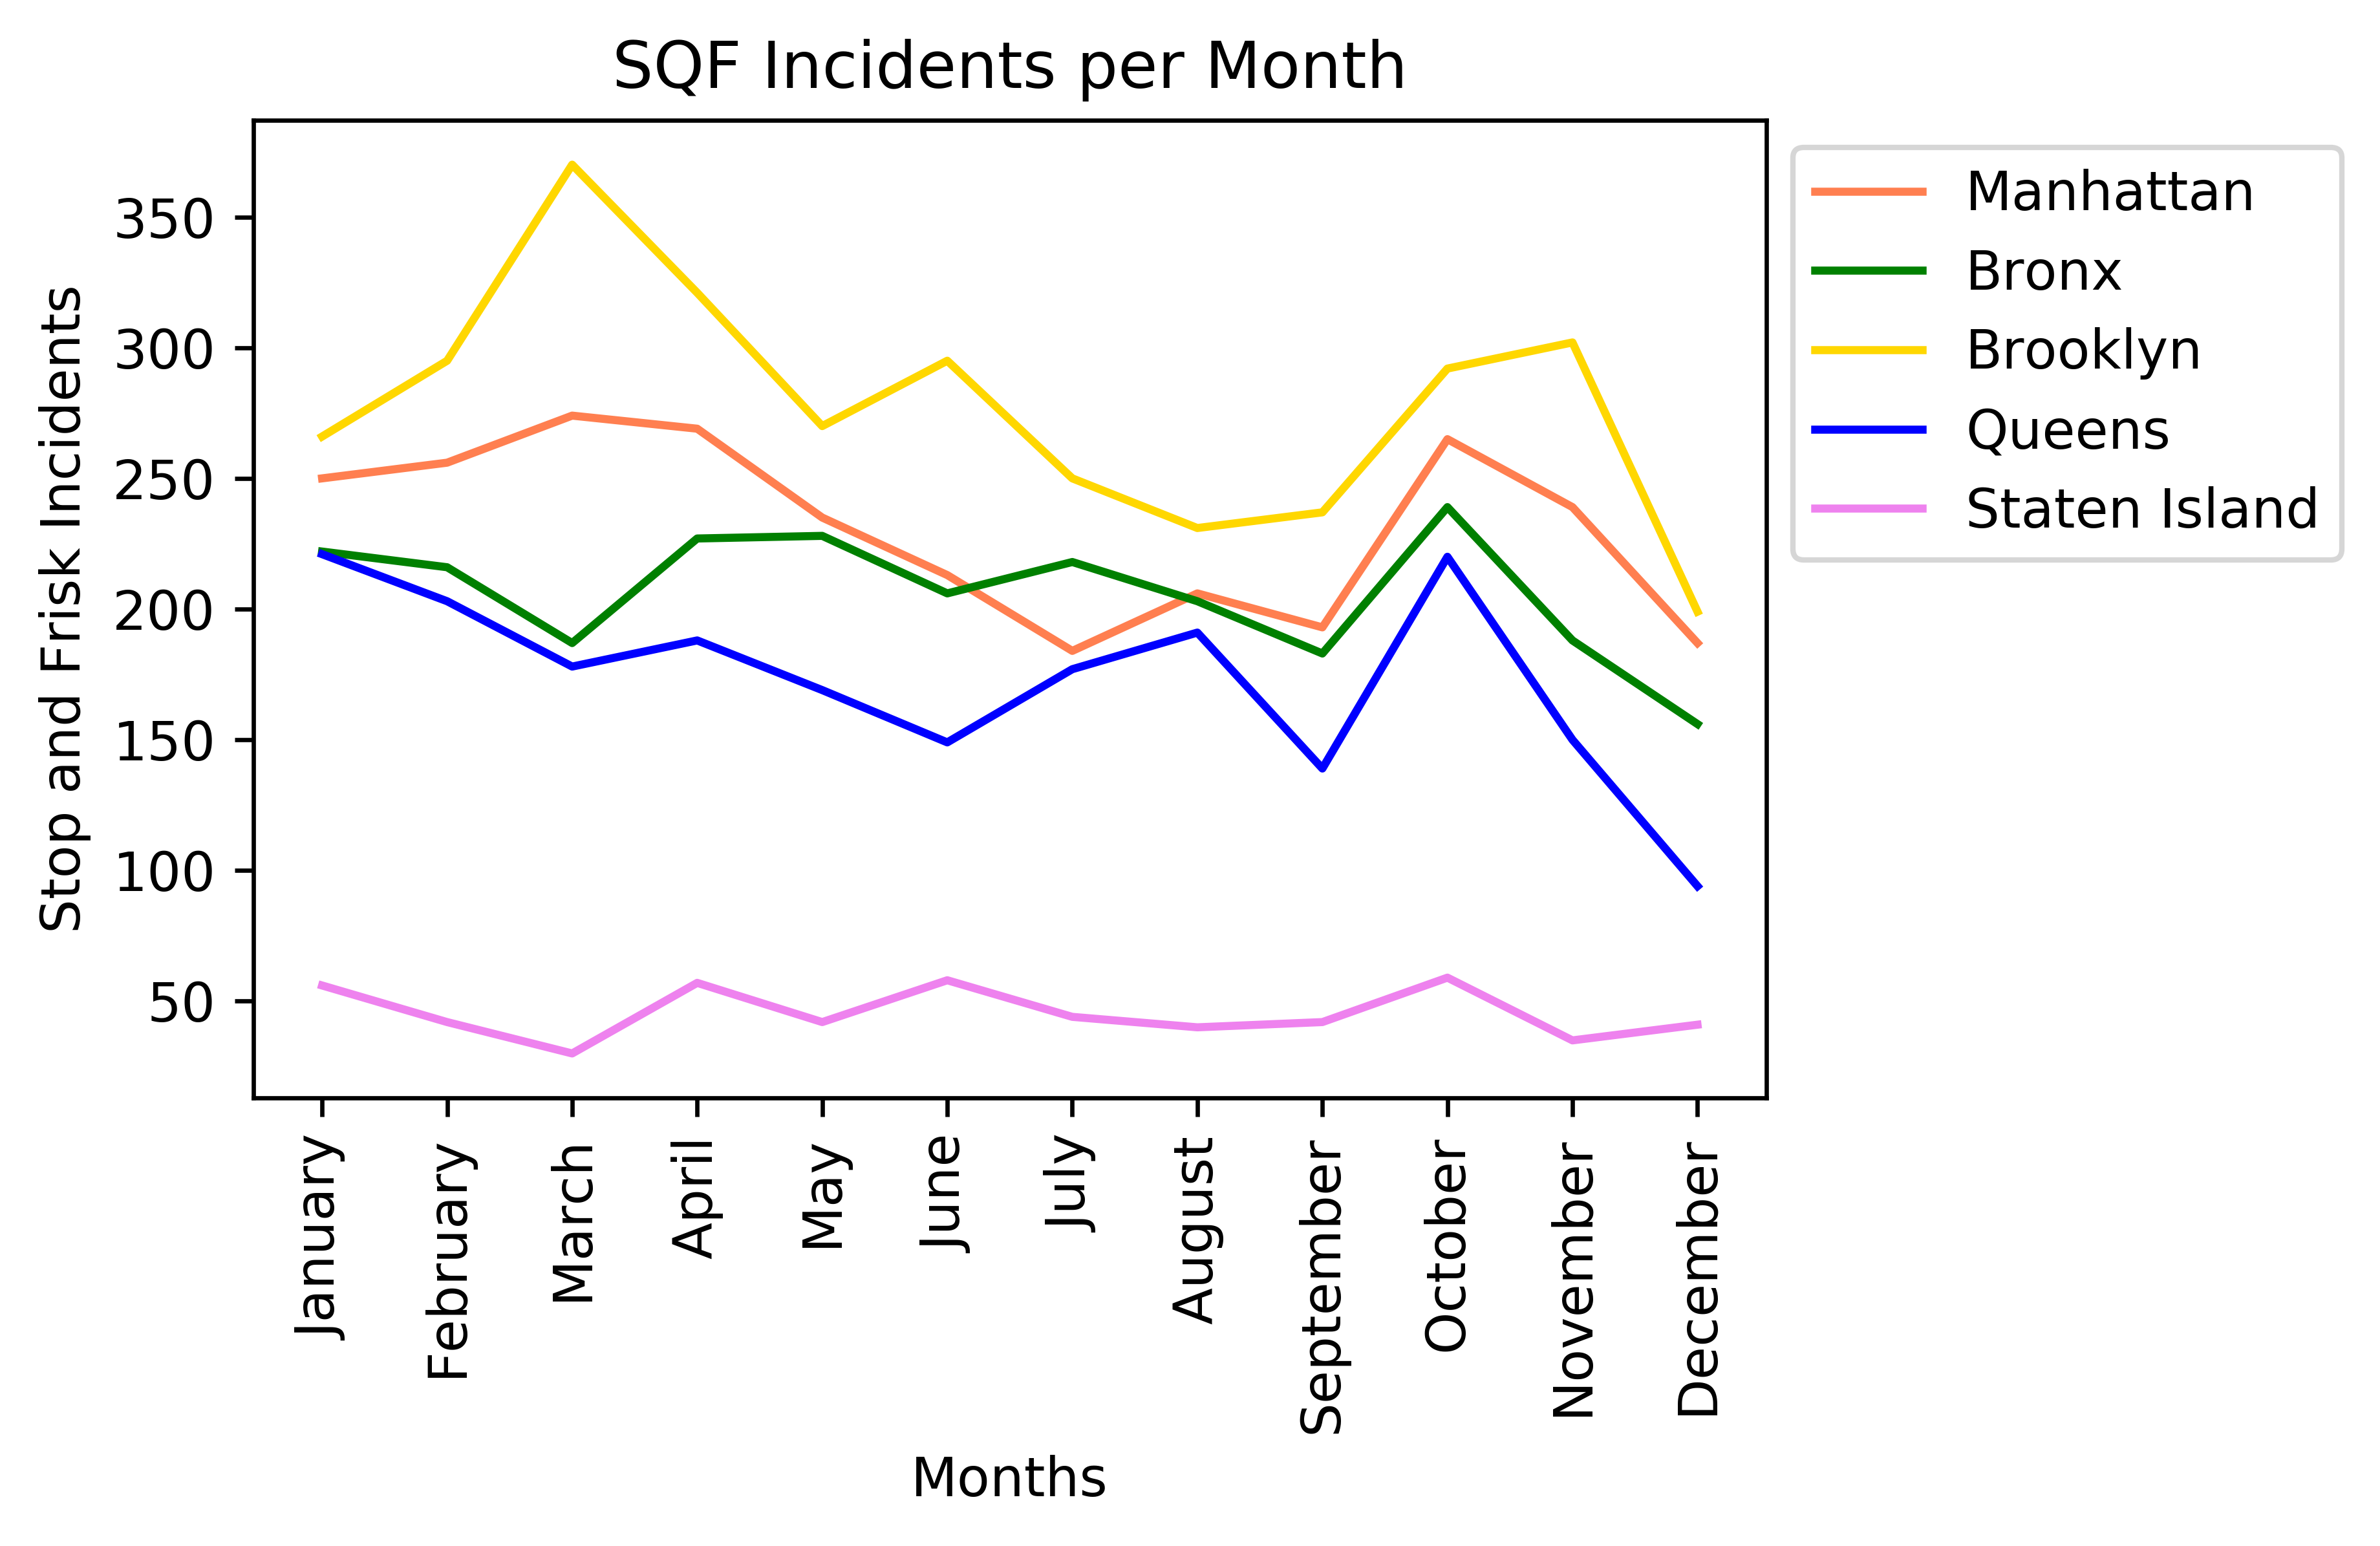 SQF Incidents per Month
Stop and Frisk Incidents
350
300
250
200
150
100
50
January
February
March
April
May
June
July
August
September
October
November
December
Months
Manhattan
Bronx
Brooklyn
Queens
Staten Island